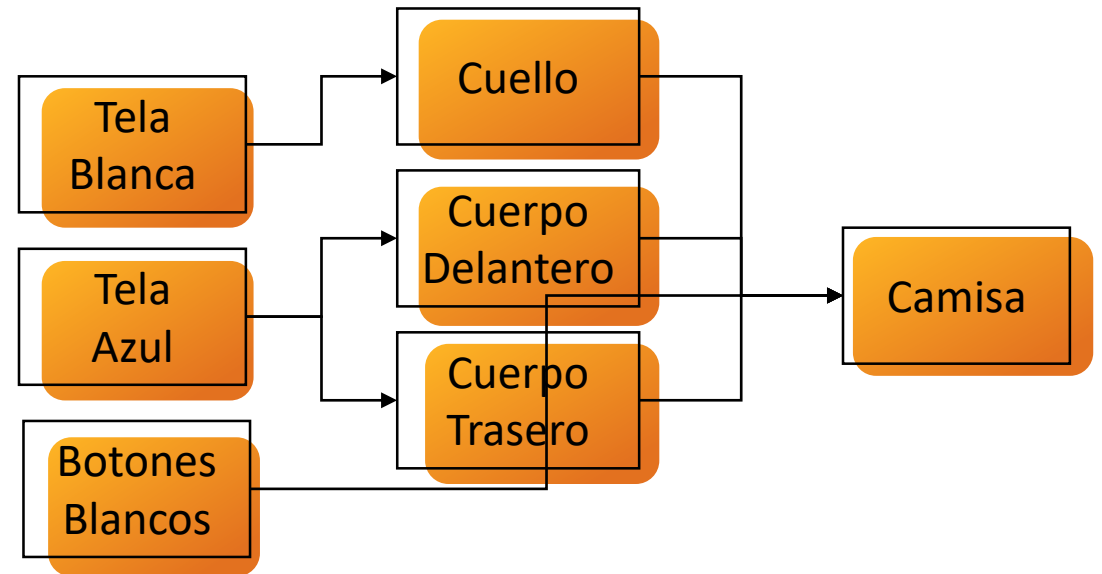 Tela
Blanca
Tela
Azul
Botones
Blancos
Cuello
Cuerpo
Delantero
Cuerpo
Trasero
Camisa